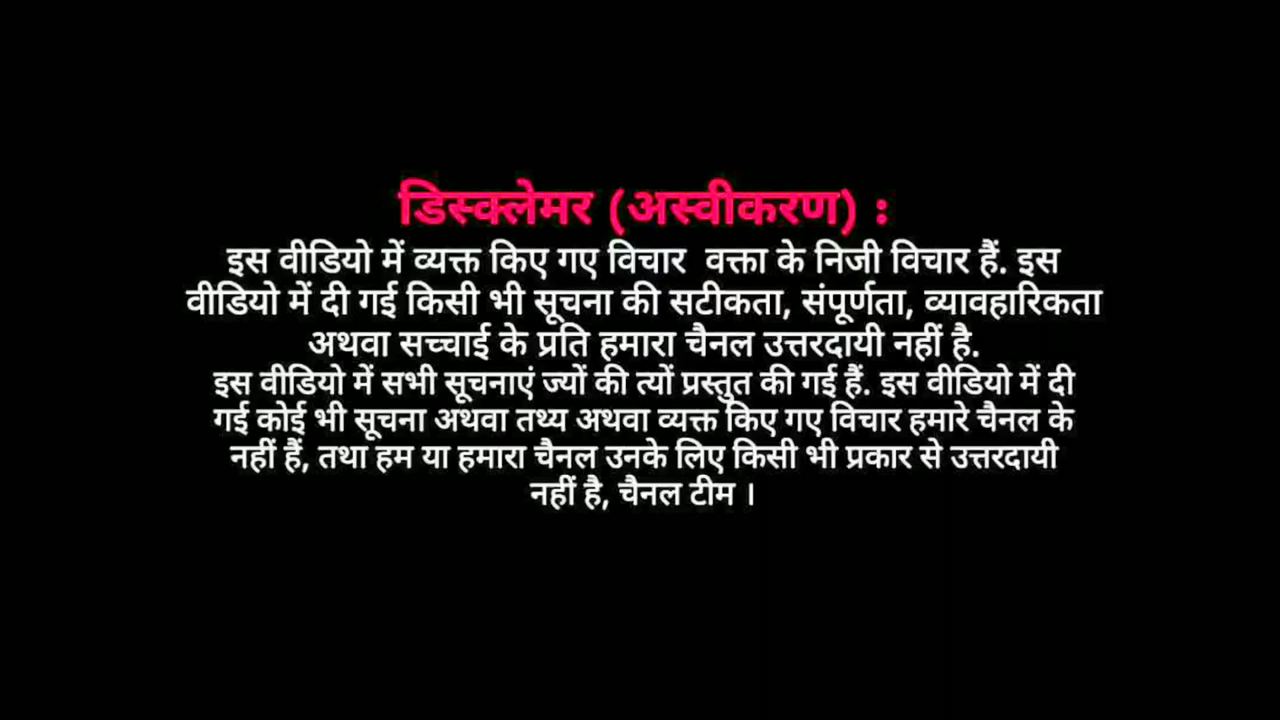 डिस्क्लेमर (अस्वीकरण) :
इस वीडियो में व्यक्त किए गए विचार वक्ता के निजी विचार हैं. इस
वीडियो में दी गई किसी भी सूचना की सटीकता, संपूर्णता, व्यावहारिकता
अथवा सच्चाई के प्रति हमारा चैनल उत्तरदायी नहीं है.
इस वीडियो में सभी सूचनाएं ज्यों की त्यों प्रस्तुत की गई हैं. इस वीडियो में दी
गई कोई भी सूचना अथवा तथ्य अथवा व्यक्त किए गए विचार हमारे चैनल के
नहीं हैं, तथा हम या हमारा चैनल उनके लिए किसी भी प्रकार से उत्तरदायी
नहीं है, चैनल टीम ।